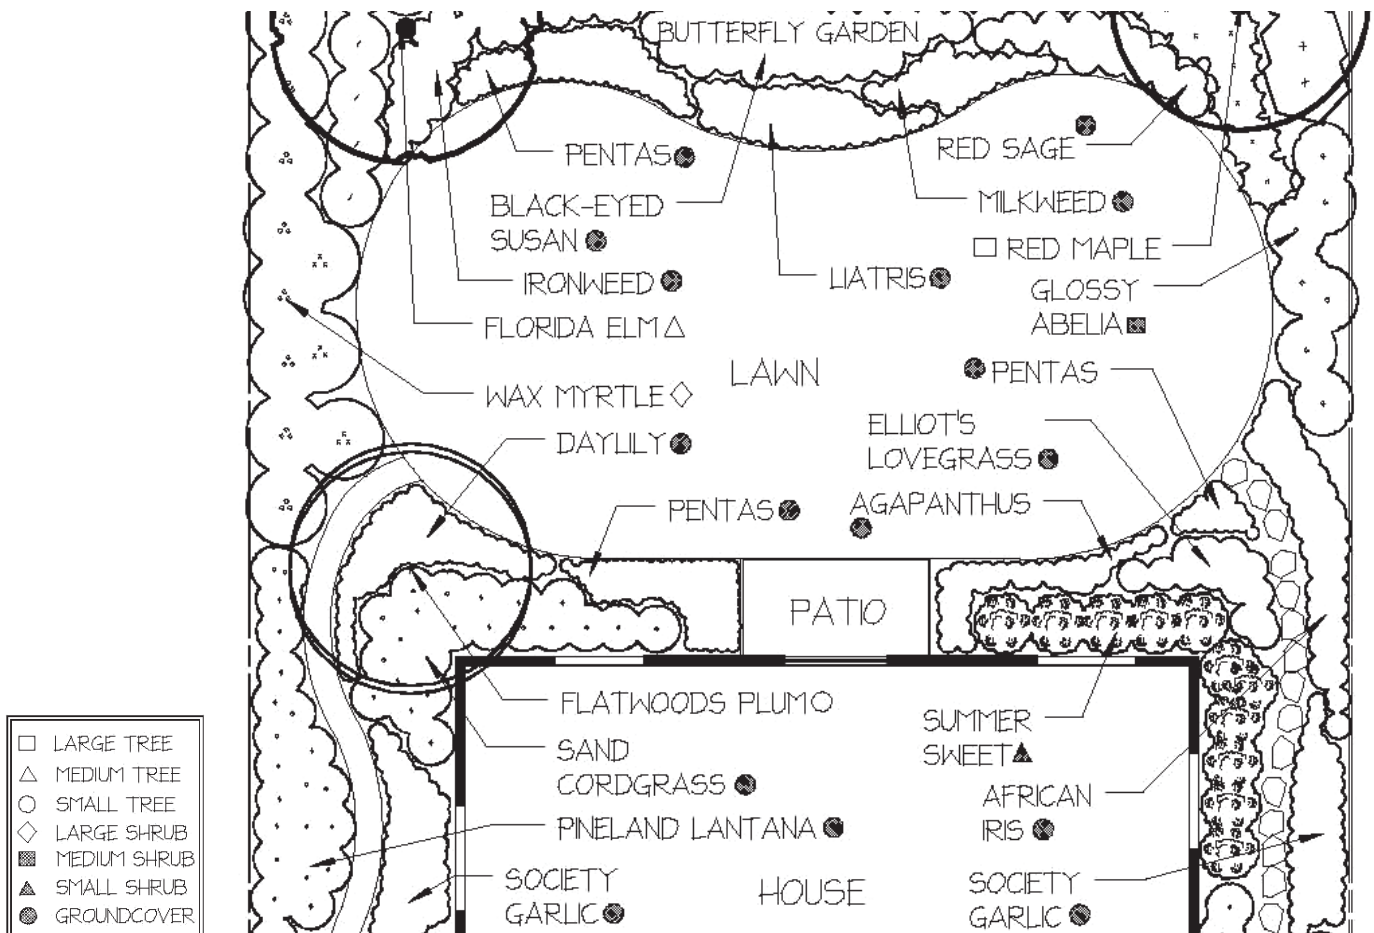 BUTTERFLY GARDEN
PENTAS
RED SAGE
BLACK-EYED
SUSAN
MILKWEED
RED MAPLE
IRONWEED
LIATRIS
GLOSSY
ABELIA
FLORIDA ELM
LAWN
PENTAS
WAX MYRTLE
ELLIOT'S
LOVEGRASS
DAYLILY
PENTAS
AGAPANTHUS
PATIO
FLATWOODS PLUM
SUMMER
SWEET
SAND
CORDGRASS
AFRICAN
IRIS
PINELAND LANTANA
SOCIETY
GARLIC
HOUSE
SOCIETY
GARLIC
LARGE TREE
MEDIUM TREE
SMALL TREE
LARGE SHRUB
MEDIUM SHRUB
SMALL SHRUB
GROUNDCOVER